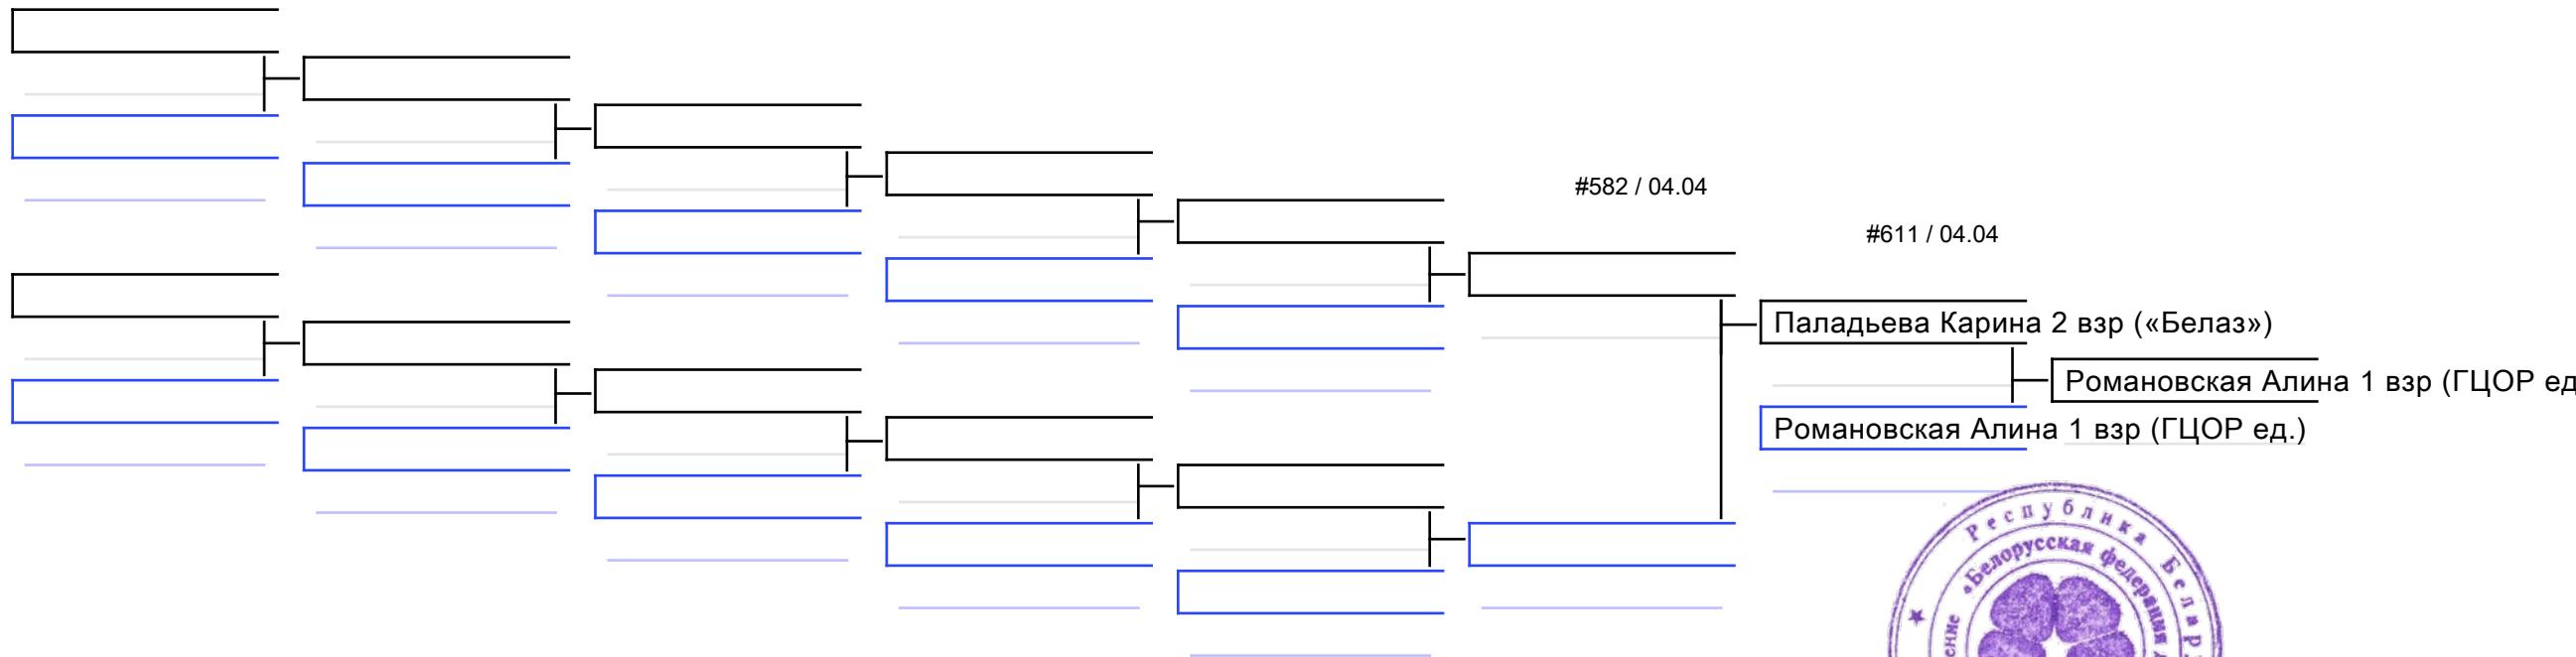 #582 / 04.04
#611 / 04.04
Паладьева Карина 2 взр («Белаз»)
Романовская Алина 1 взр (ГЦОР ед
Романовская Алина 1 взр (ГЦОР ед.)
Республика Белар
«Белорусская федерация